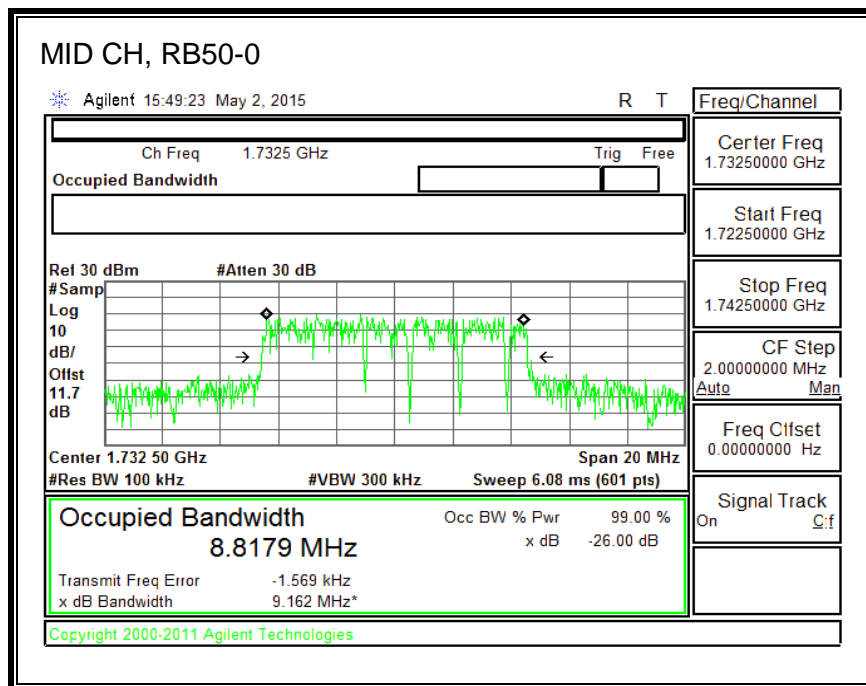 MID CH, RB50-0
Agilent 15:49:23 May 2, 2015 R T
Freq/Channel
Ch Freq 1.7325 GHz Trig Free
Occupied Bandwidth
Center Freq
1.73250000 GHz
Start Freq
1.72250000 GHz
Stop Freq
1.74250000 GHz
CF Step
2.00000000 MHz
Auto Man
Freq Offset
0.00000000 Hz
Signal Track
On Off
Ref 30 dBm #Atten 30 dB
#Samp
Log
10
dB/
Offst
11.7
dB
Center 1.732 50 GHz Span 20 MHz
#Res BW 100 kHz #VBW 300 kHz Sweep 6.08 ms (601 pts)
Occupied Bandwidth Occ BW % Pwr 99.00 %
8.8179 MHz x dB -26.00 dB
Transmit Freq Error -1.569 kHz
x dB Bandwidth 9.162 MHz*
Copyright 2000-2011 Agilent Technologies